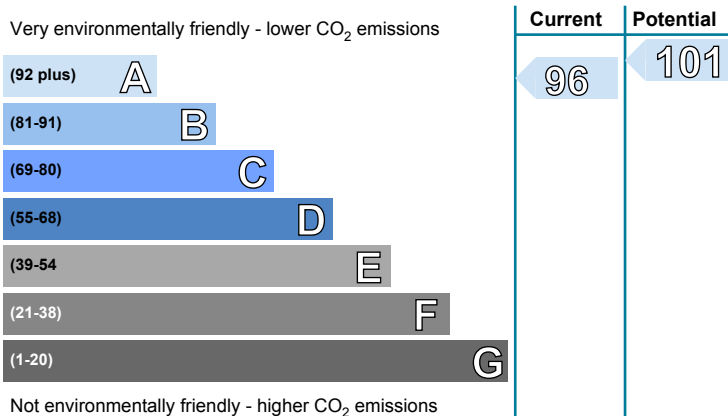 Current Potential
Very environmentally friendly - lower CO2 emissions
(92 plus) A 96 101
(81-91) B
(69-80) C
(55-68) D
(39-54 E
(21-38) F
(1-20) G
Not environmentally friendly - higher CO2 emissions